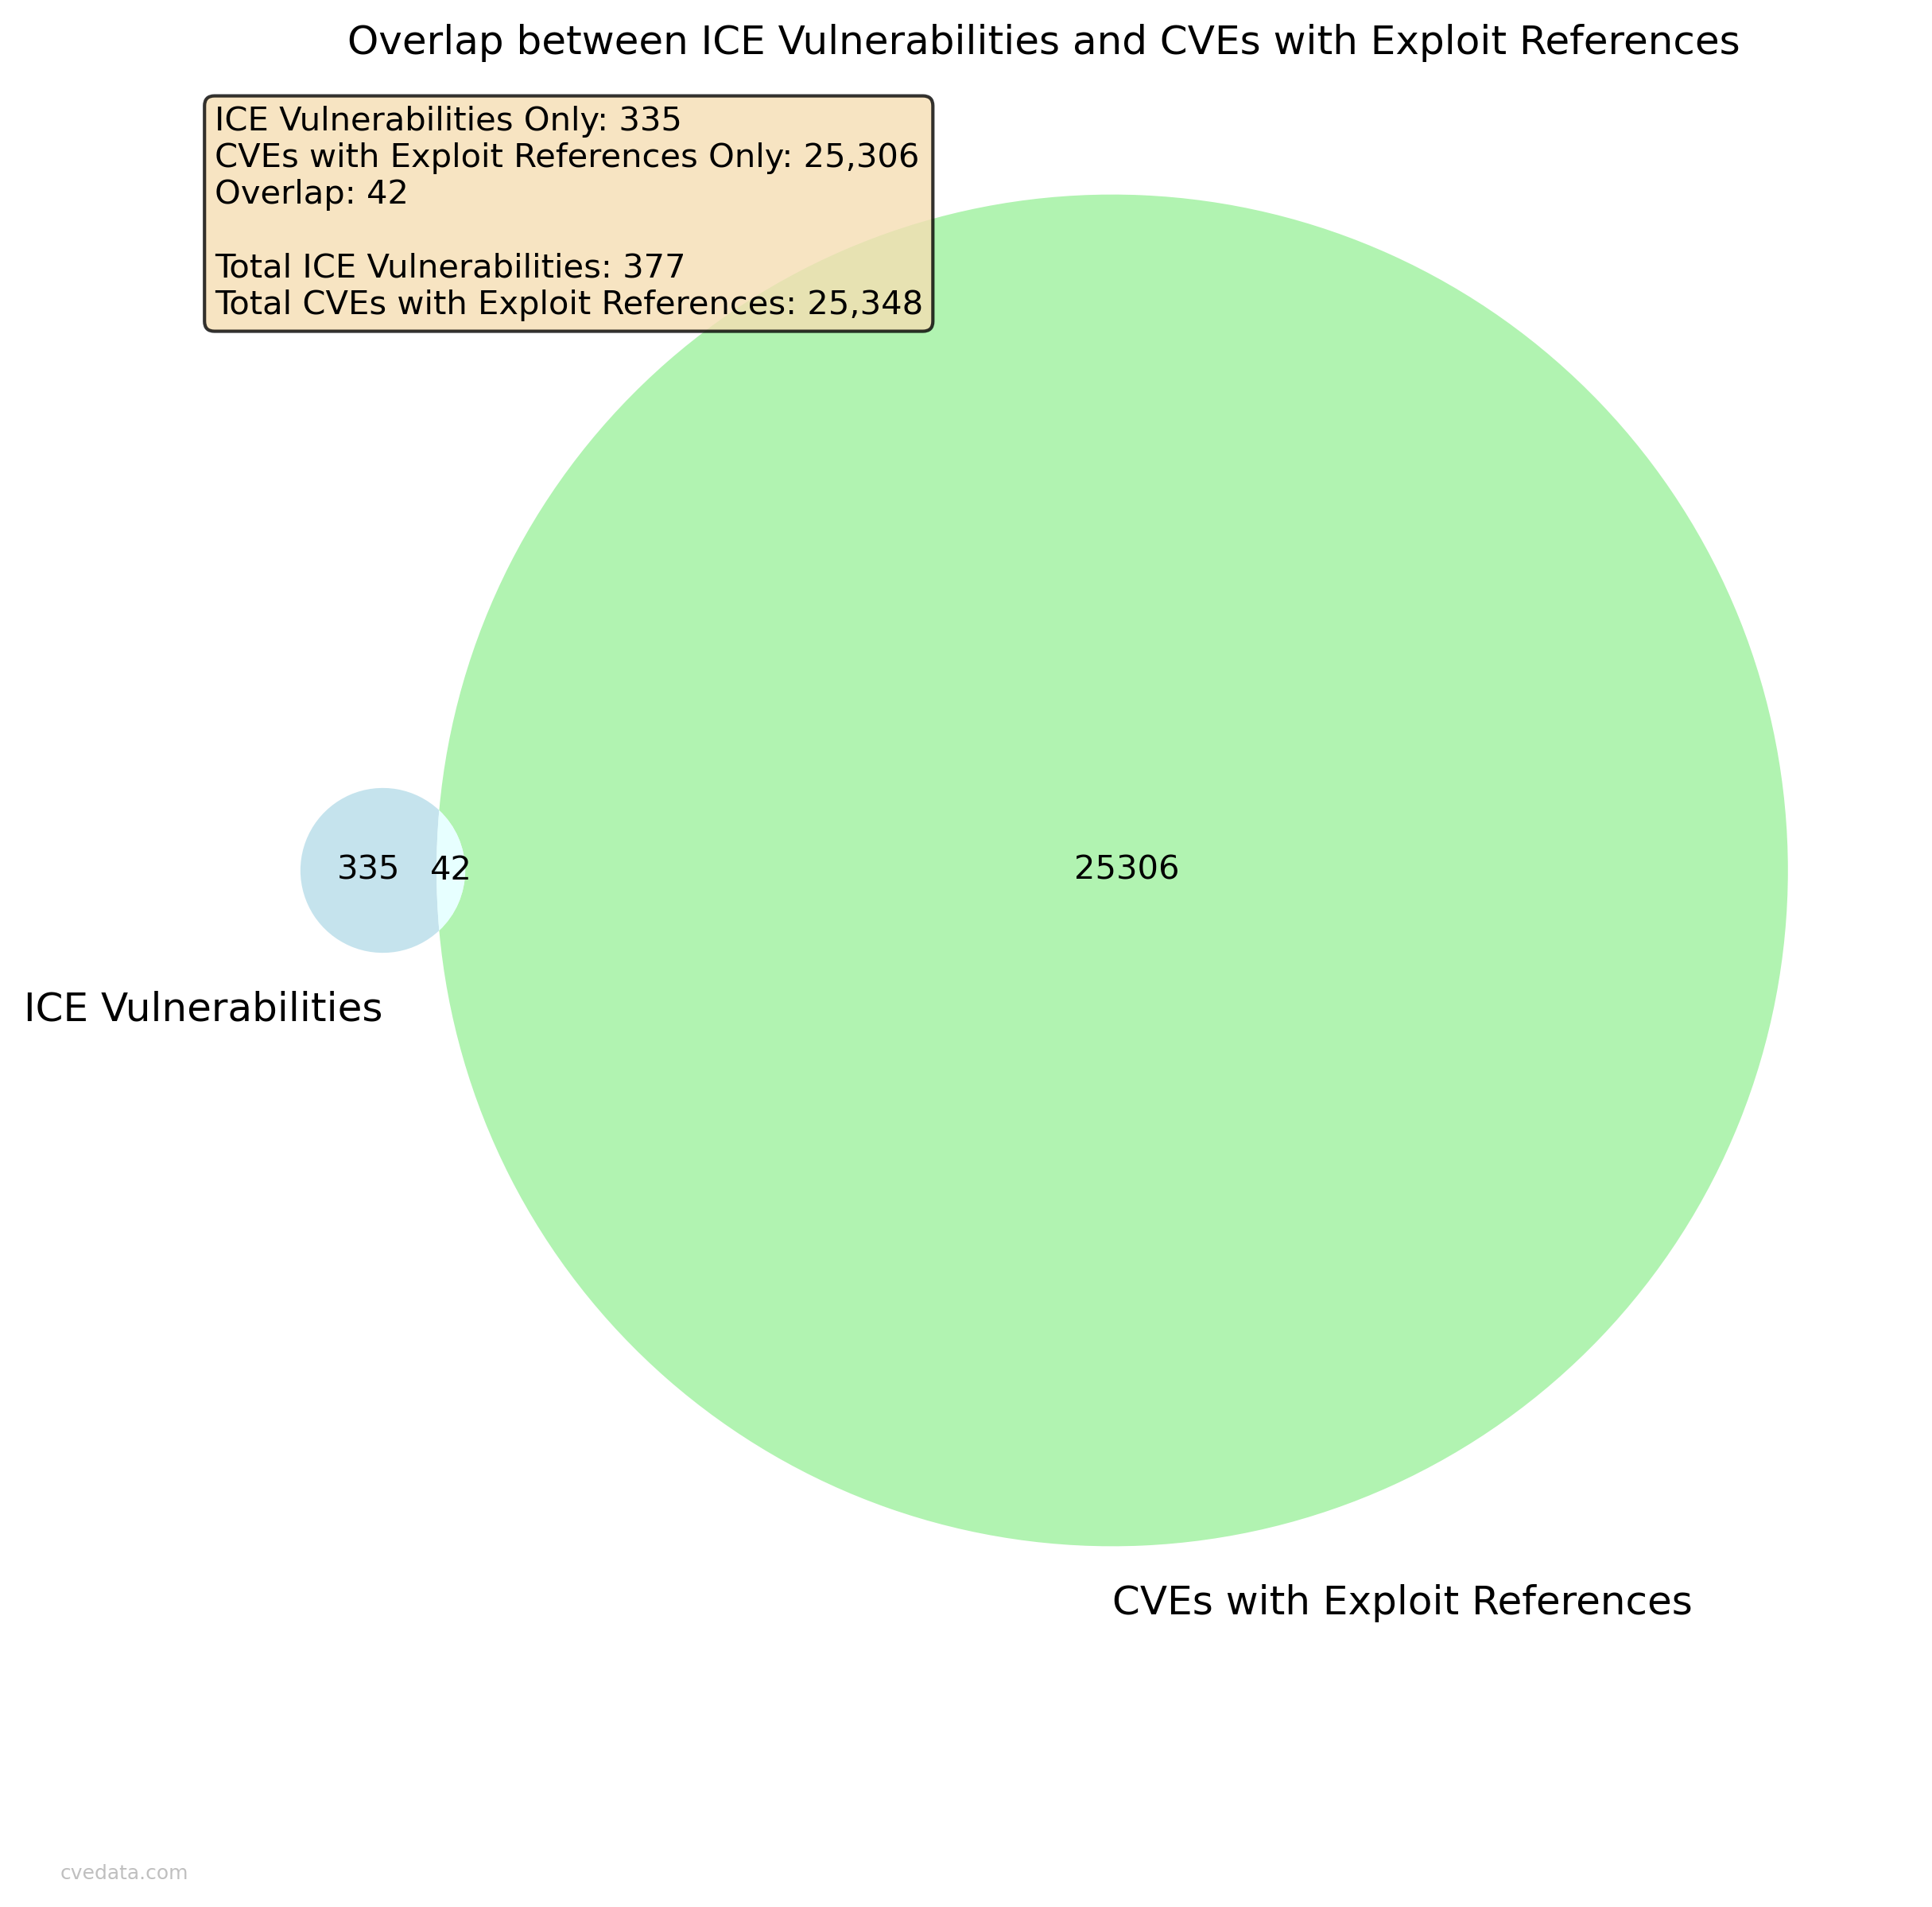 Overlap between ICE Vulnerabilities and CVEs with Exploit References
ICE Vulnerabilities Only: 335
CVEs with Exploit References Only: 25,306
Overlap: 42
Total ICE Vulnerabilities: 377
Total CVEs with Exploit References: 25,348
335
42
25306
ICE Vulnerabilities
CVEs with Exploit References
cvedata.com